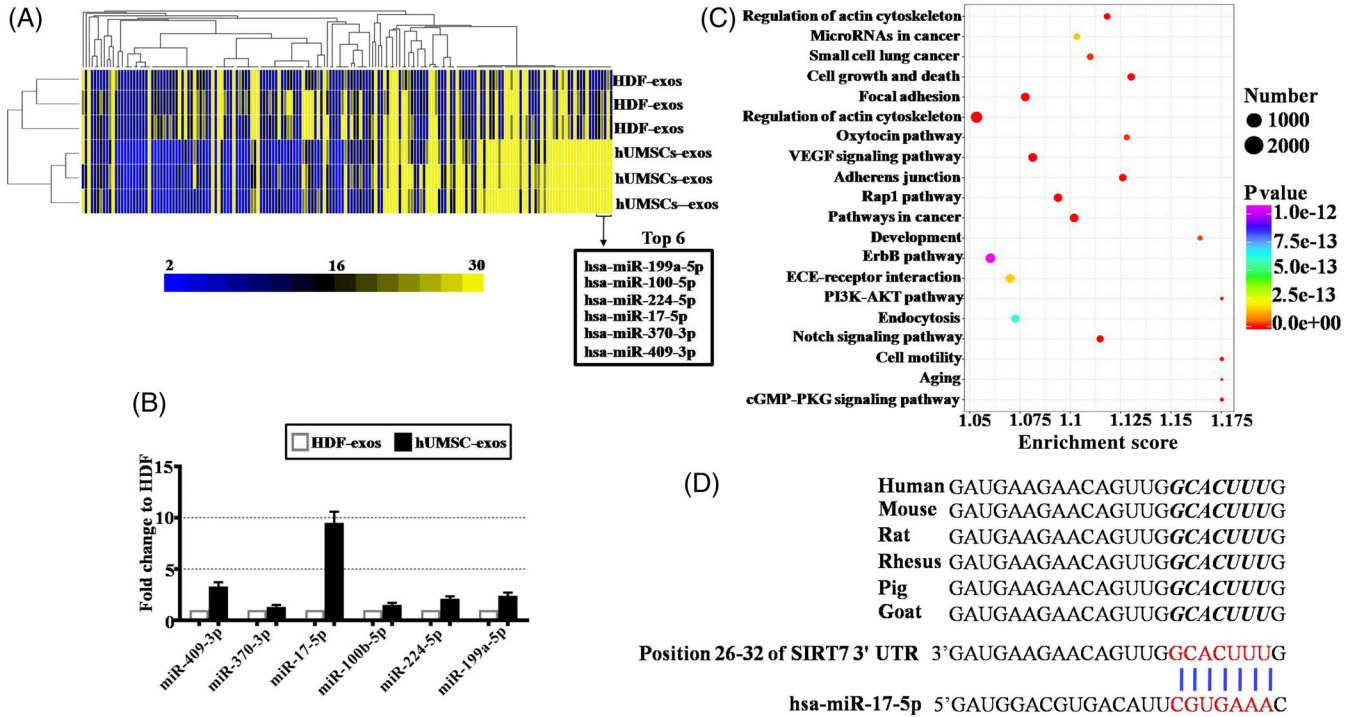 (A)
HDF-exos
HDF-exos
HDF-exos
hUMSCs-exos
hUMSCs-exos
hUMSCs—exos
2 16 30
Top 6
hsa-miR-199a-5p
hsa-miR-100-5p
hsa-miR-224-5p
hsa-miR-17-5p
hsa-miR-370-3p
hsa-miR-409-3p
(B)
HDF-exos hUMSC-exos
Fold change to HDF
15
10
5
0
miR-409-3p
miR-370-3p
miR-17-5p
miR-100b-5p
miR-224-5p
miR-199a-5p
(C)
Regulation of actin cytoskeleton
MicroRNAs in cancer
Small cell lung cancer
Cell growth and death
Focal adhesion
Regulation of actin cytoskeleton
Oxytocin pathway
VEGF signaling pathway
Adherens junction
Rap1 pathway
Pathways in cancer
Development
ErbB pathway
ECE-receptor interaction
PI3K-AKT pathway
Endocytosis
Notch signaling pathway
Cell motility
Aging
cGMP-PKG signaling pathway
1.05 1.075 1.1 1.125 1.15 1.175
Enrichment score
Number
1000
2000
P value
1.0e-12
7.5e-13
5.0e-13
2.5e-13
0.0e+00
(D)
Human GAUGAAGAACAGUUGGCACUUUG
Mouse GAUGAAGAACAGUUGGCACUUUG
Rat GAUGAAGAACAGUUGGCACUUUG
Rhesus GAUGAAGAACAGUUGGCACUUUG
Pig GAUGAAGAACAGUUGGCACUUUG
Goat GAUGAAGAACAGUUGGCACUUUG
Position 26-32 of SIRT7 3' UTR 3'GAUGAAGAACAGUUGGCACUUUG
hsa-miR-17-5p 5'GAUGGACGUGACAUUCGUGAAAC